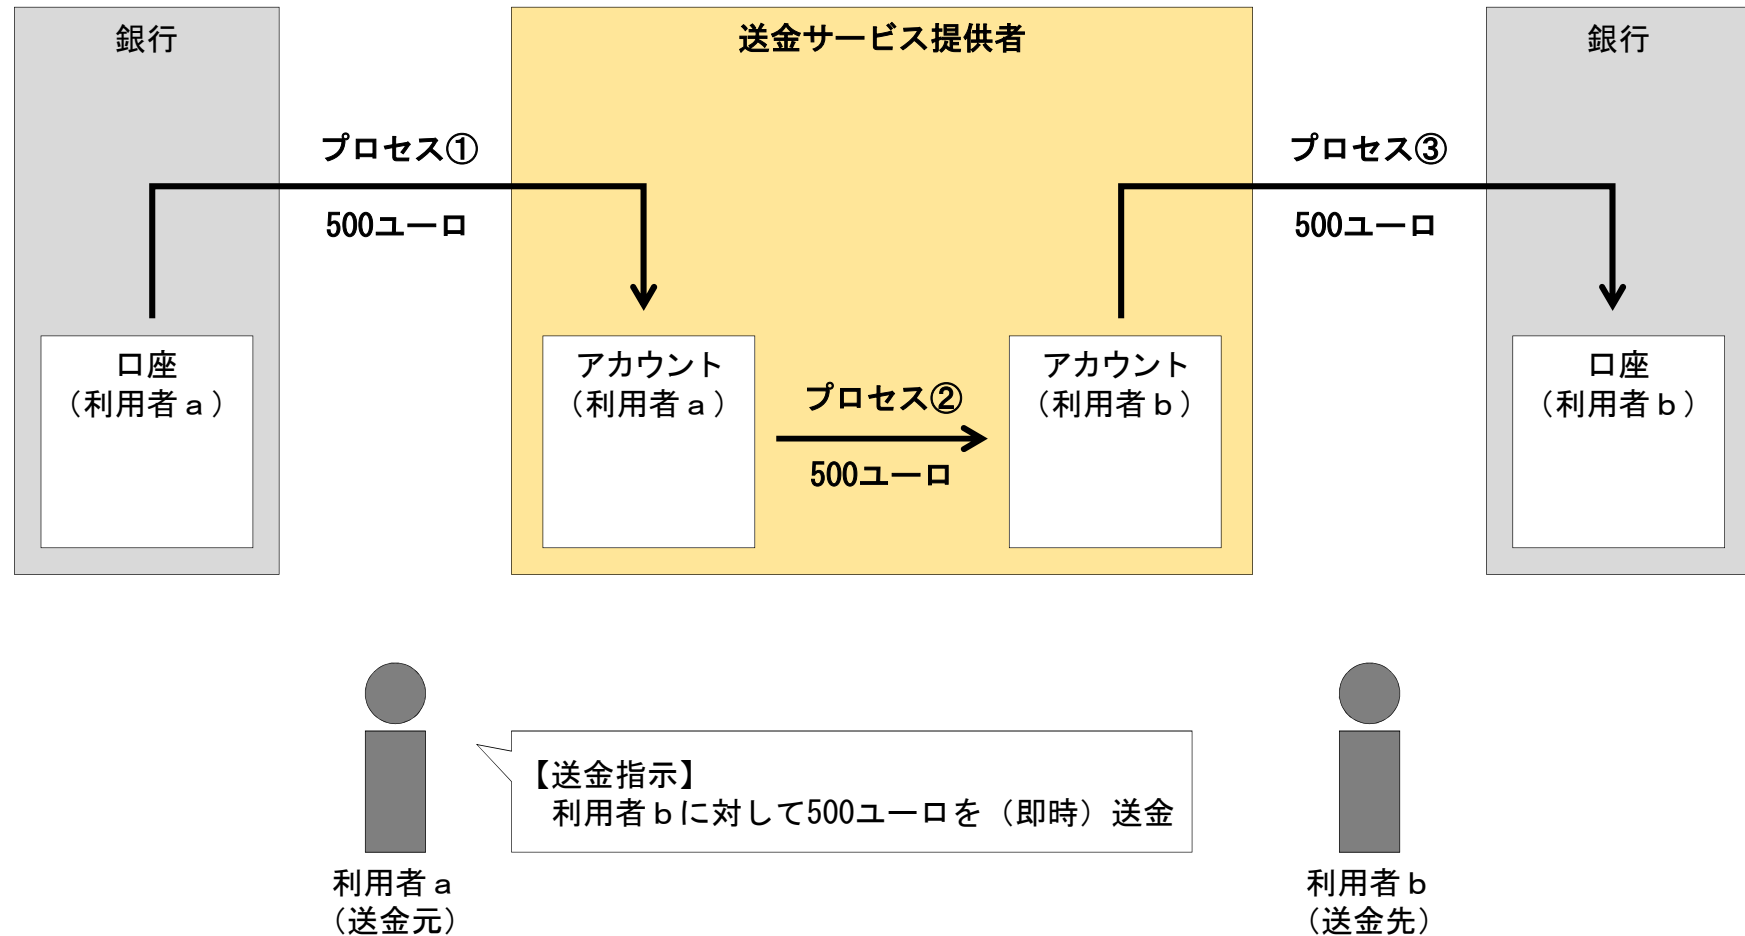 銀行
送金サービス提供者
銀行
プロセス①
500ユーロ
プロセス③
500ユーロ
口座
（利用者ａ）
アカウント
（利用者ａ）
プロセス②
500ユーロ
アカウント
（利用者ｂ）
口座
（利用者ｂ）
【送金指示】
利用者ｂに対して500ユーロを（即時）送金
利用者ａ
（送金元）
利用者ｂ
（送金先）